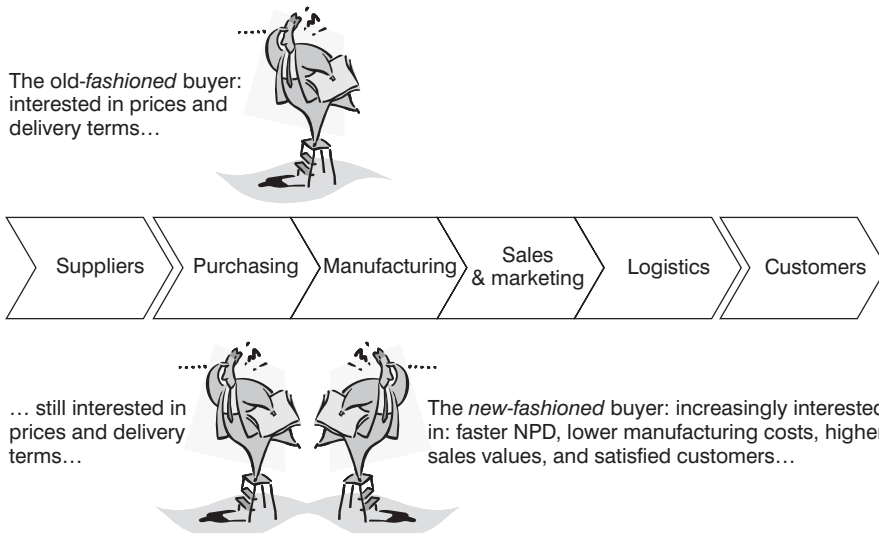 The old-fashioned buyer:
interested in prices and
delivery terms…
Suppliers
Purchasing
Manufacturing
Sales
& marketing
Logistics
Customers
… still interested in
prices and delivery
terms…
The new-fashioned buyer: increasingly interested
in: faster NPD, lower manufacturing costs, higher
sales values, and satisfied customers…